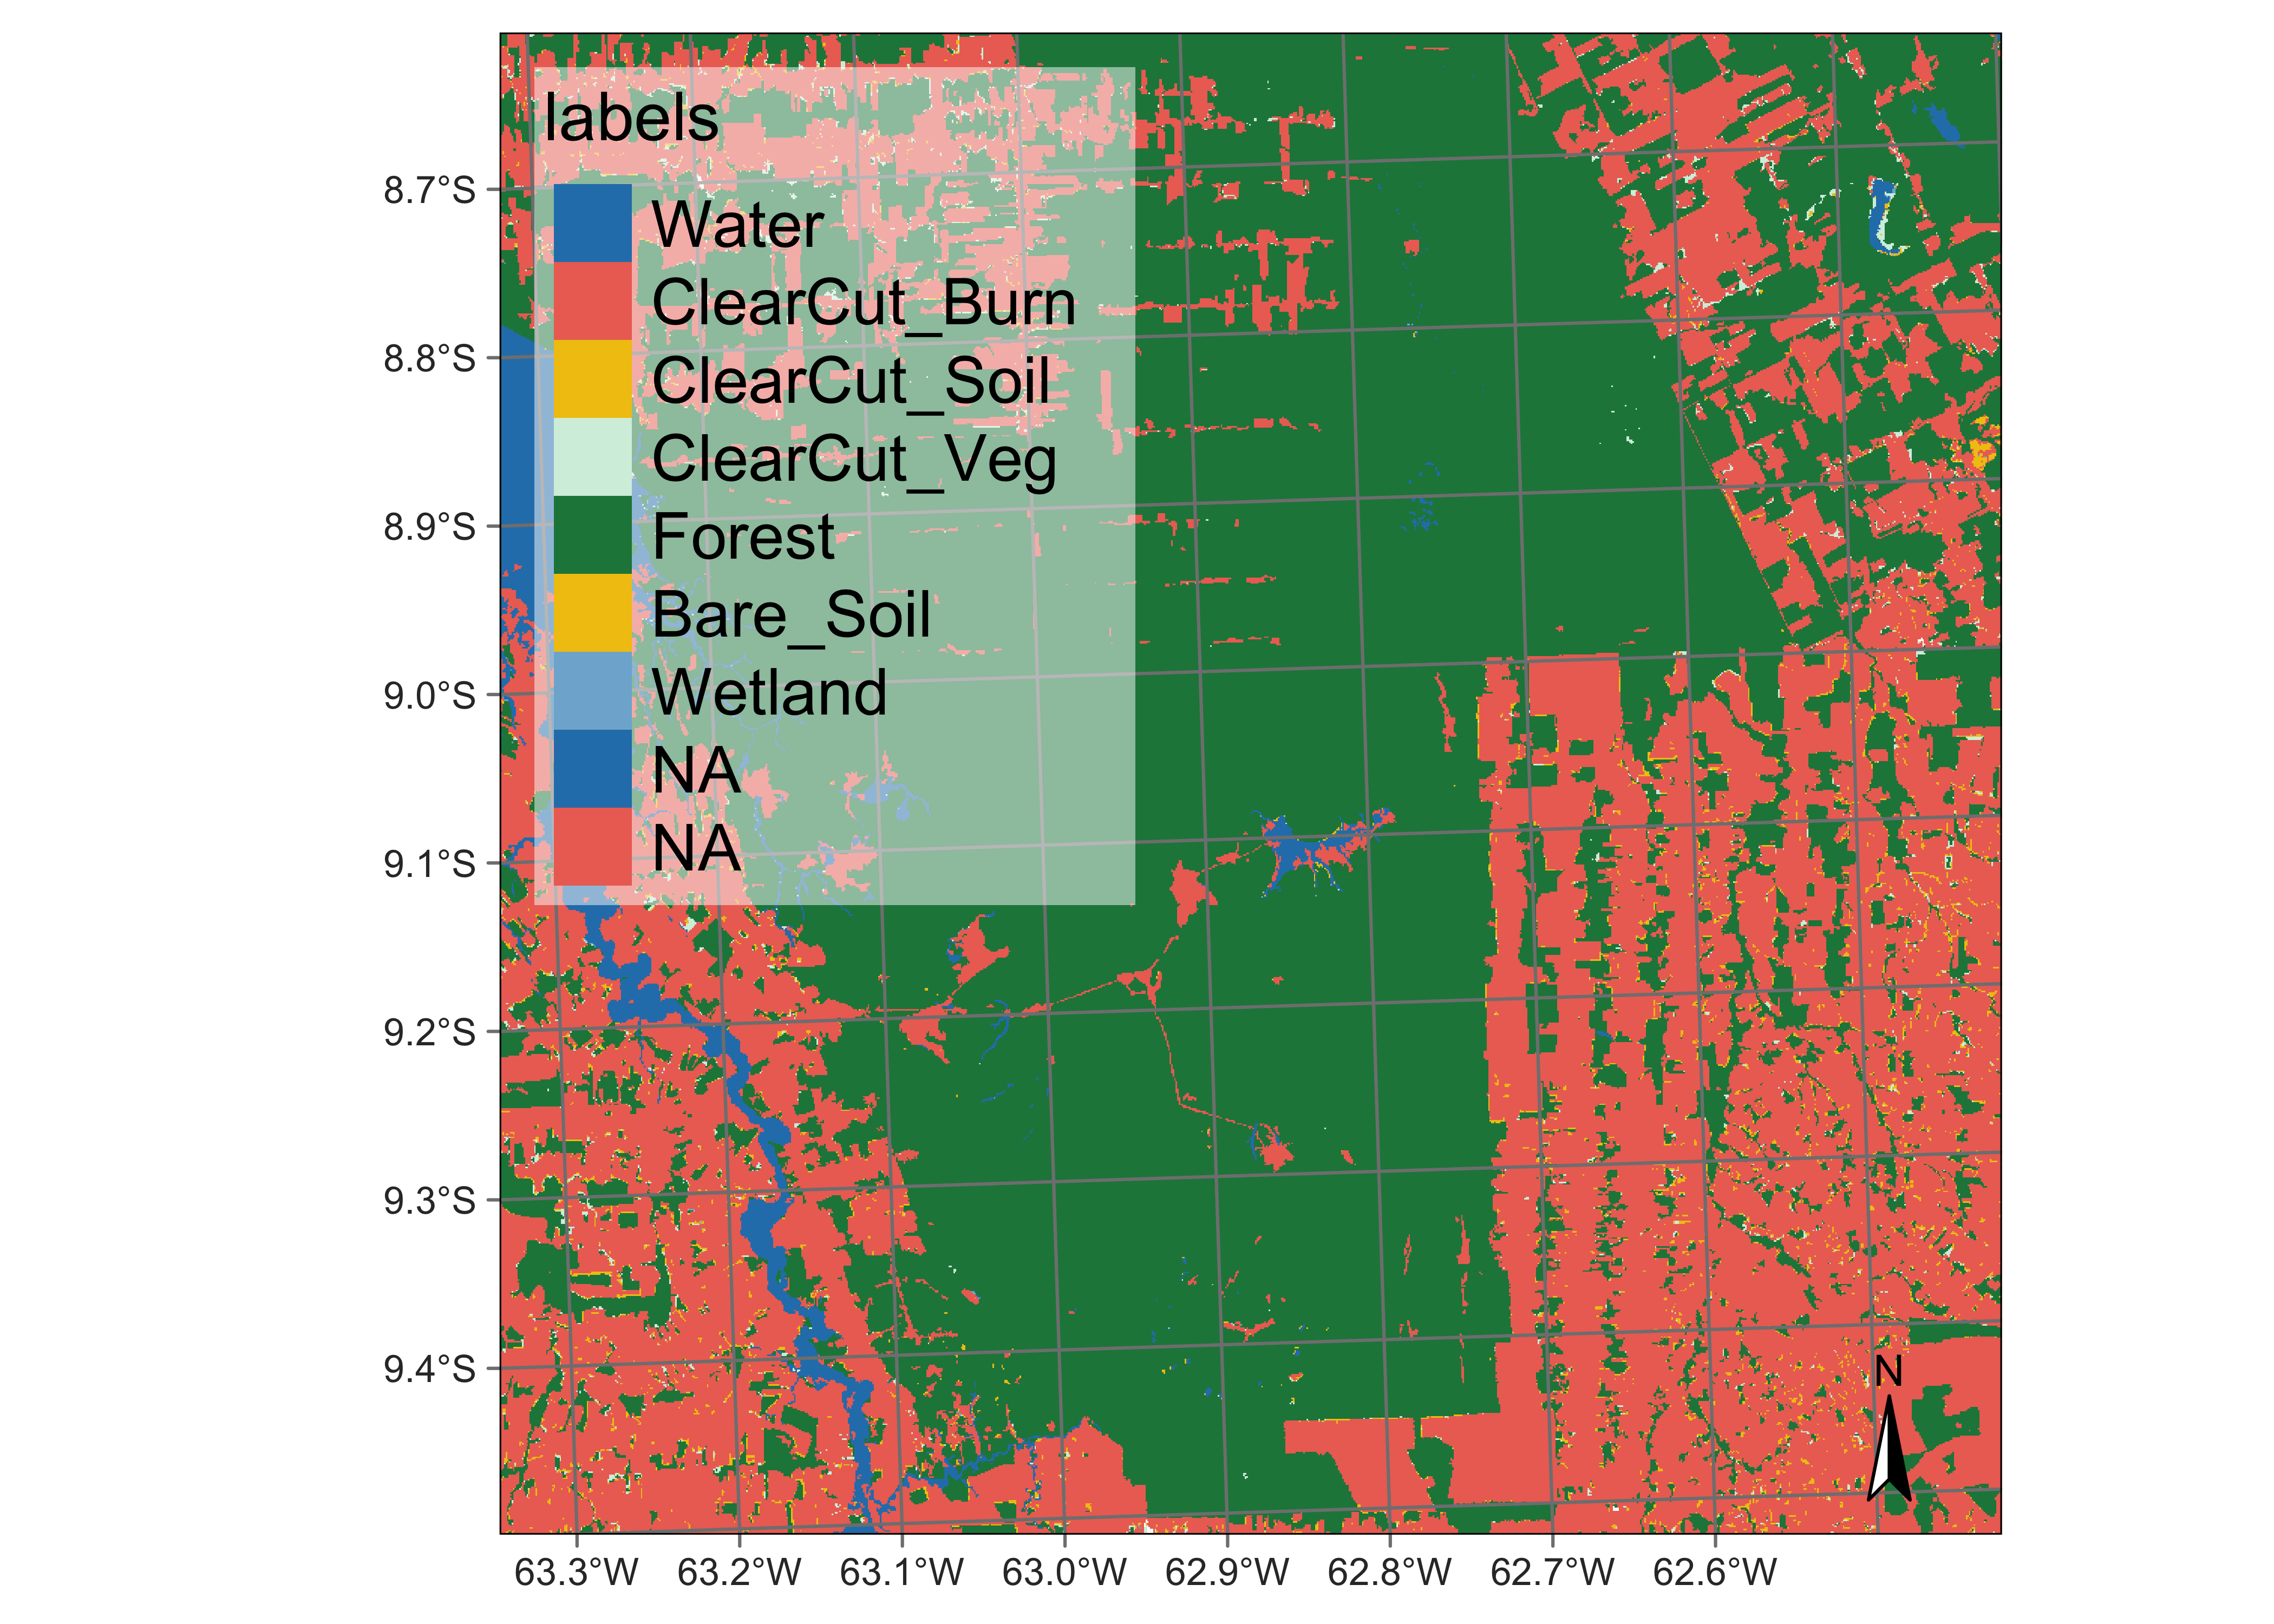 labels
Water
ClearCut_Burn
ClearCut_Soil
ClearCut_Veg
Forest
Bare_Soil
Wetland
NA
NA
8.7°S
8.8°S
8.9°S
9.0°S
9.1°S
9.2°S
9.3°S
9.4°S
N
63.3°W 63.2°W 63.1°W 63.0°W 62.9°W 62.8°W 62.7°W 62.6°W